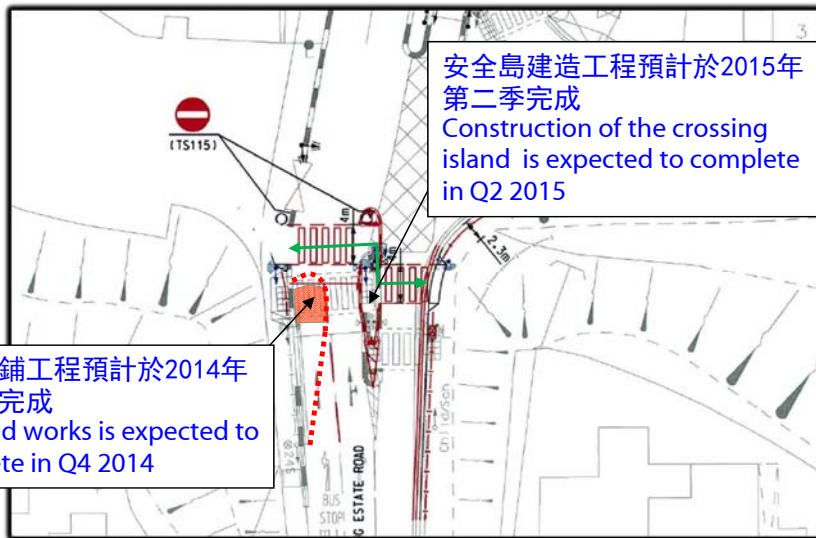 安全島建造工程預計於2015年
第二季完成
Construction of the crossing
island is expected to complete
in Q2 2015
(TS115)
4m
2.3m
鋪工程預計於2014年
完成
d works is expected to
ete in Q4 2014
BUS
STOP
G ESTATE ROAD
3